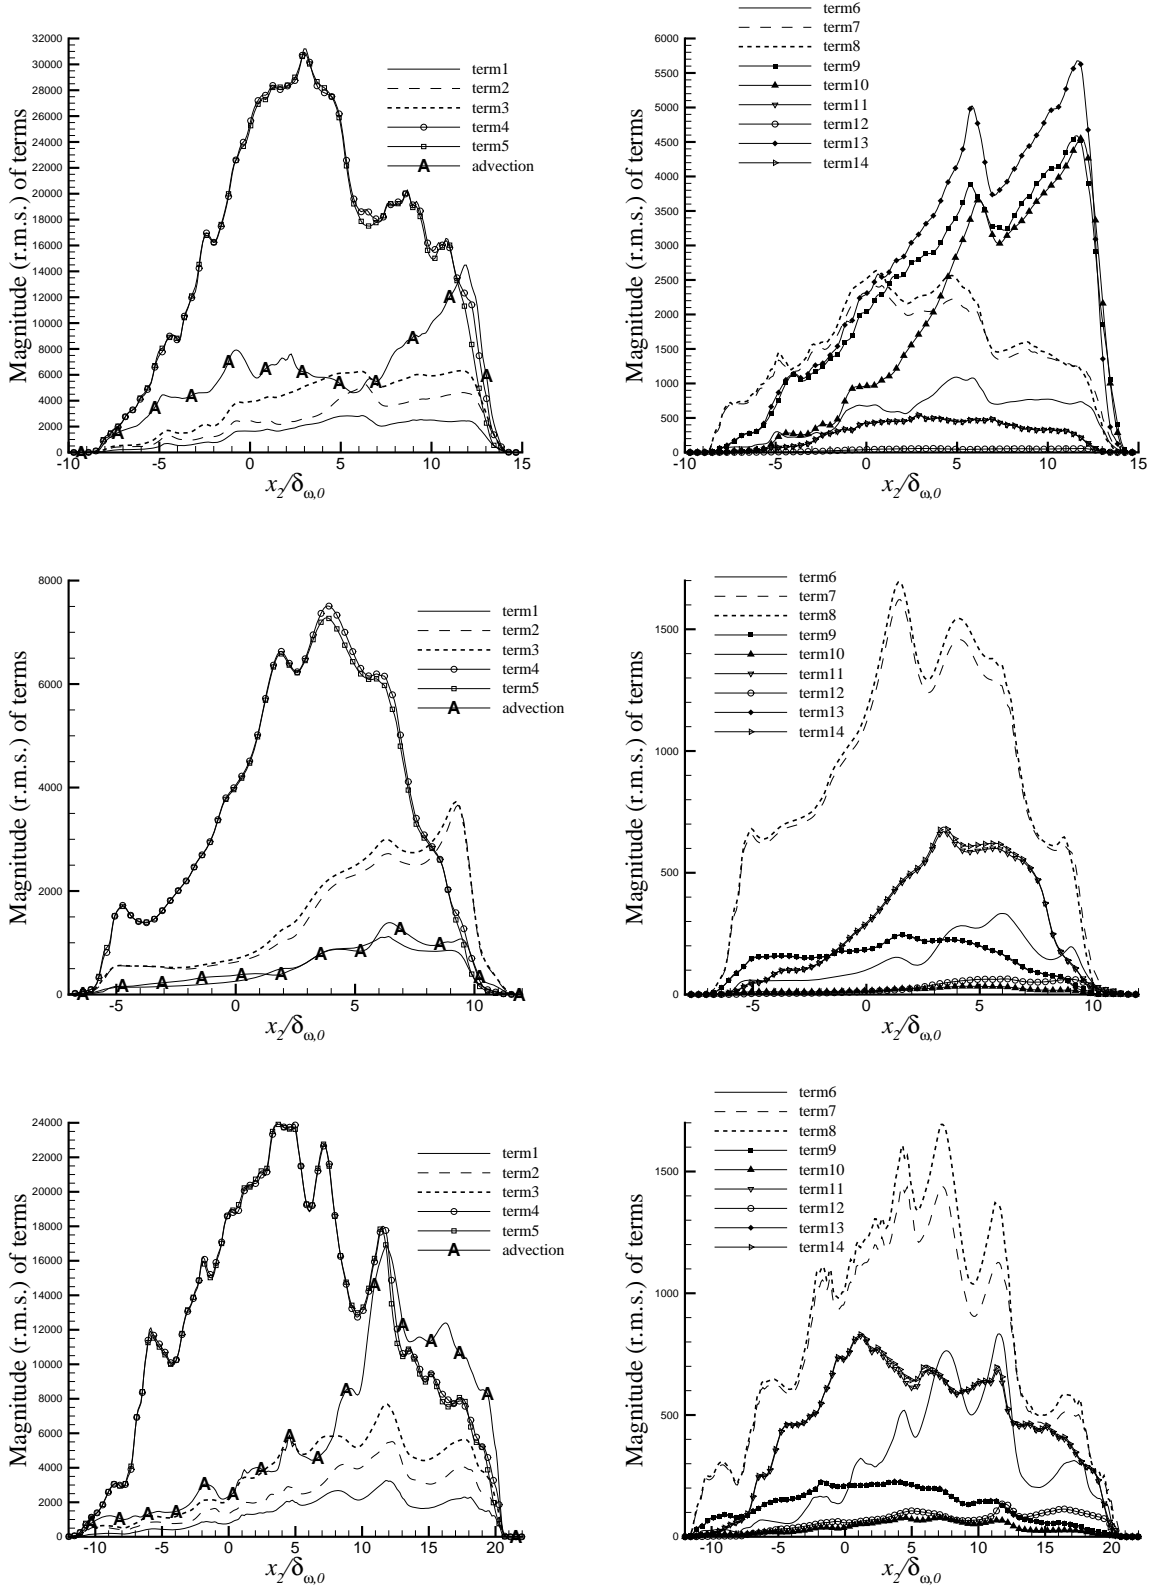 Magnitude (r.m.s.) of terms
32000
30000
28000
26000
24000
22000
20000
18000
16000
14000
12000
10000
8000
6000
4000
2000
0
-10 -5 0 5 10 15
x2/δω,0
term1
term2
term3
term4
term5
A advection
Magnitude (r.m.s.) of terms
6000
5500
5000
4500
4000
3500
3000
2500
2000
1500
1000
500
0
-10 -5 0 5 10 15
x2/δω,0
term6
term7
term8
term9
term10
term11
term12
term13
term14
Magnitude (r.m.s.) of terms
8000
6000
4000
2000
0
-5 0 5 10
x2/δω,0
term1
term2
term3
term4
term5
A advection
Magnitude (r.m.s.) of terms
1500
1000
500
0
-5 0 5 10
x2/δω,0
term6
term7
term8
term9
term10
term11
term12
term13
term14
Magnitude (r.m.s.) of terms
24000
22000
20000
18000
16000
14000
12000
10000
8000
6000
4000
2000
0
-10 -5 0 5 10 15 20
x2/δω,0
term1
term2
term3
term4
term5
A advection
Magnitude (r.m.s.) of terms
1500
1000
500
0
-10 -5 0 5 10 15 20
x2/δω,0
term6
term7
term8
term9
term10
term11
term12
term13
term14